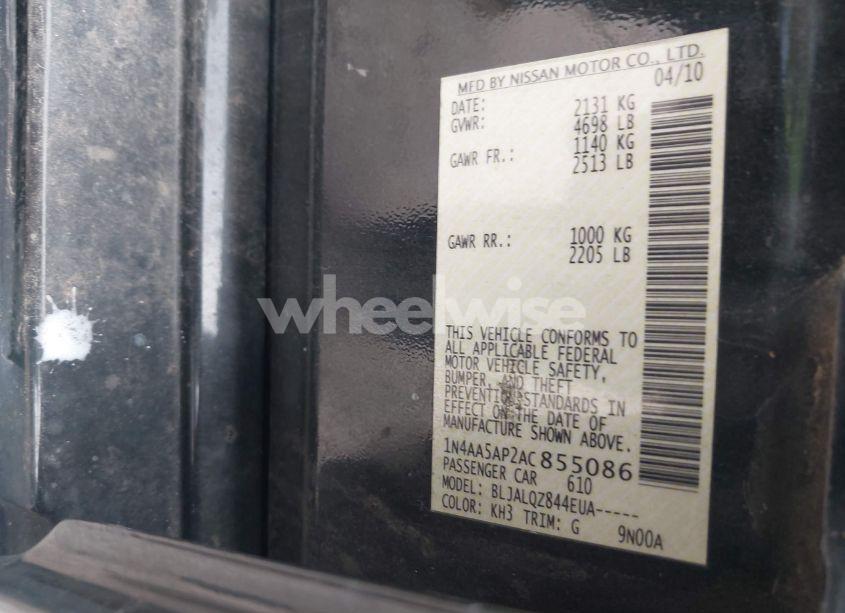 MFD BY NISSAN MOTOR CO., LTD.
04/10
DATE: 2131 KG
GVWR: 4698 LB
1140 KG
GAWR FR.: 2513 LB
GAWR RR.: 1000 KG
2205 LB
wheelwise
THIS VEHICLE CONFORMS TO
ALL APPLICABLE FEDERAL
MOTOR VEHICLE SAFETY,
BUMPER, AND THEFT
PREVENTION STANDARDS IN
EFFECT ON THE DATE OF
MANUFACTURE SHOWN ABOVE.
1N4AA5AP2AC855086
PASSENGER CAR 610
MODEL: BLJALQZ844EUA-----
COLOR: KH3 TRIM: G 9N00A